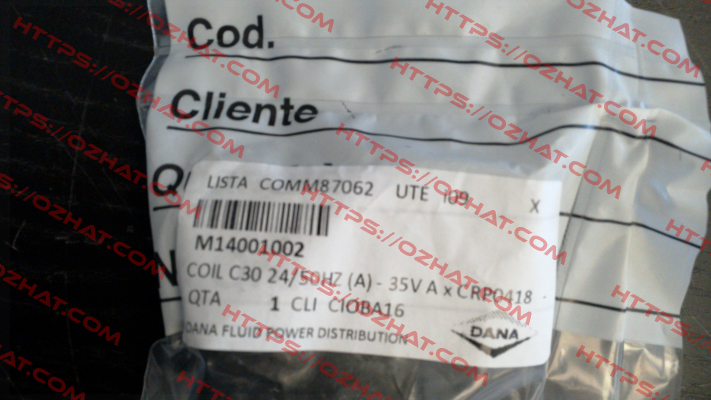 Cod.
Cliente
LISTA COMM87062 UTE 109 X
M14001002
COIL C30 24/50HZ (A) - 35V A x CRP0418 -
QTA 1 CLI CIOBA16
DANA FLUID POWER DISTRIBUTION
DANA
HTTPS://OZHAT.COM